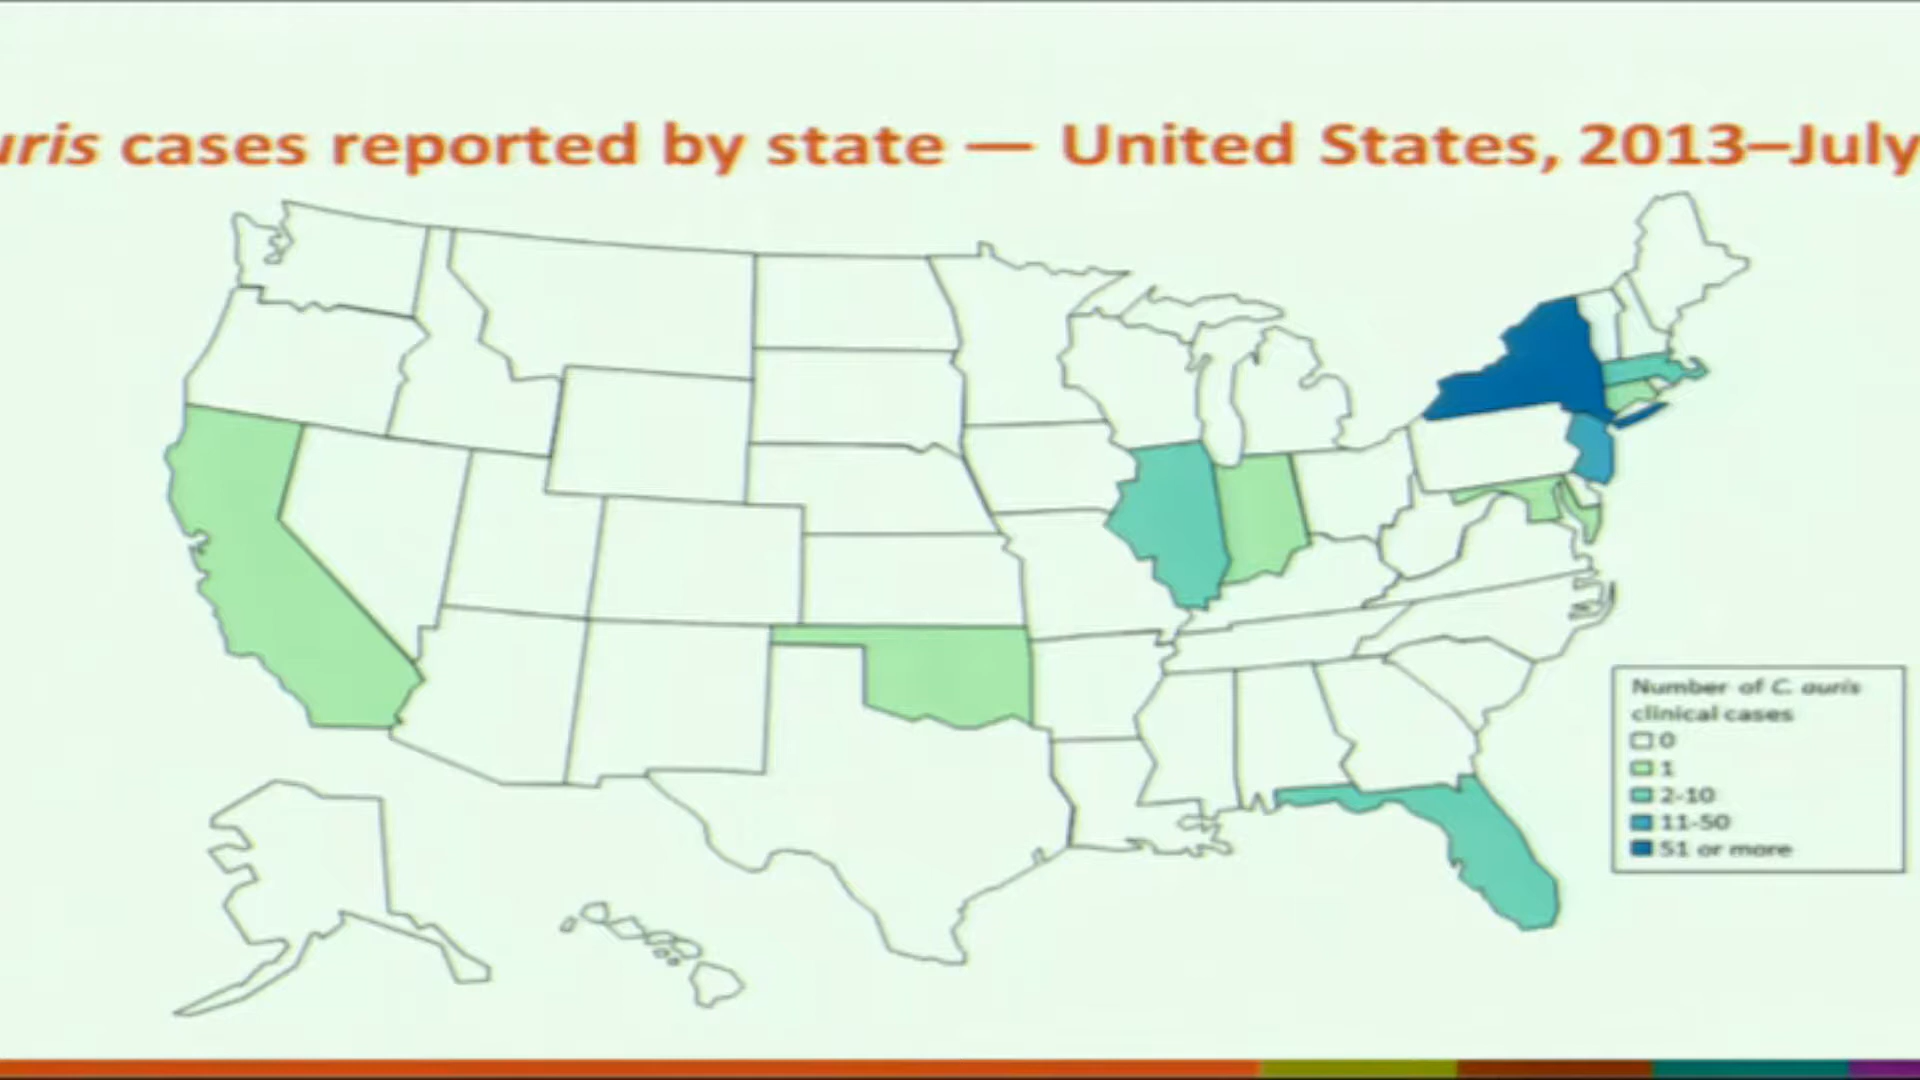 uris cases reported by state — United States, 2013–July
Number of C. auris
clinical cases
0
1
2-10
11-50
51 or more